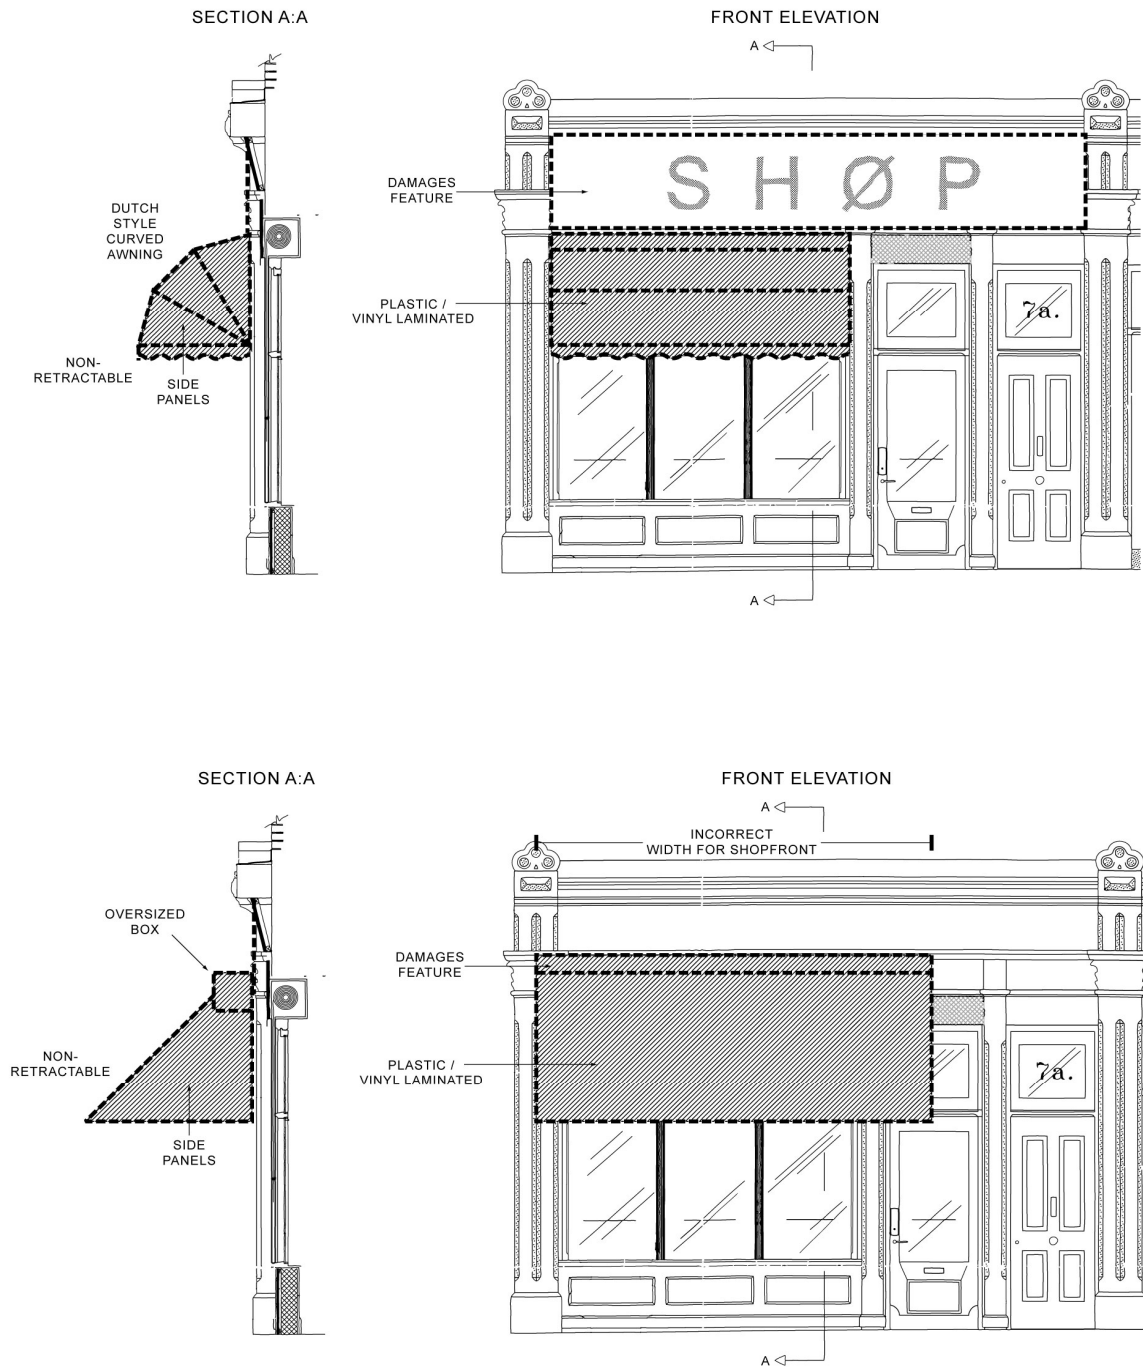 SECTION A:A
FRONT ELEVATION
A
DAMAGES
FEATURE
SHØP
DUTCH
STYLE
CURVED
AWNING
PLASTIC /
VINYL LAMINATED
7a.
NON-
RETRACTABLE
SIDE
PANELS
A
SECTION A:A
FRONT ELEVATION
A
INCORRECT
WIDTH FOR SHOPFRONT
OVERSIZED
BOX
DAMAGES
FEATURE
NON-
RETRACTABLE
PLASTIC /
VINYL LAMINATED
7a.
SIDE
PANELS
A